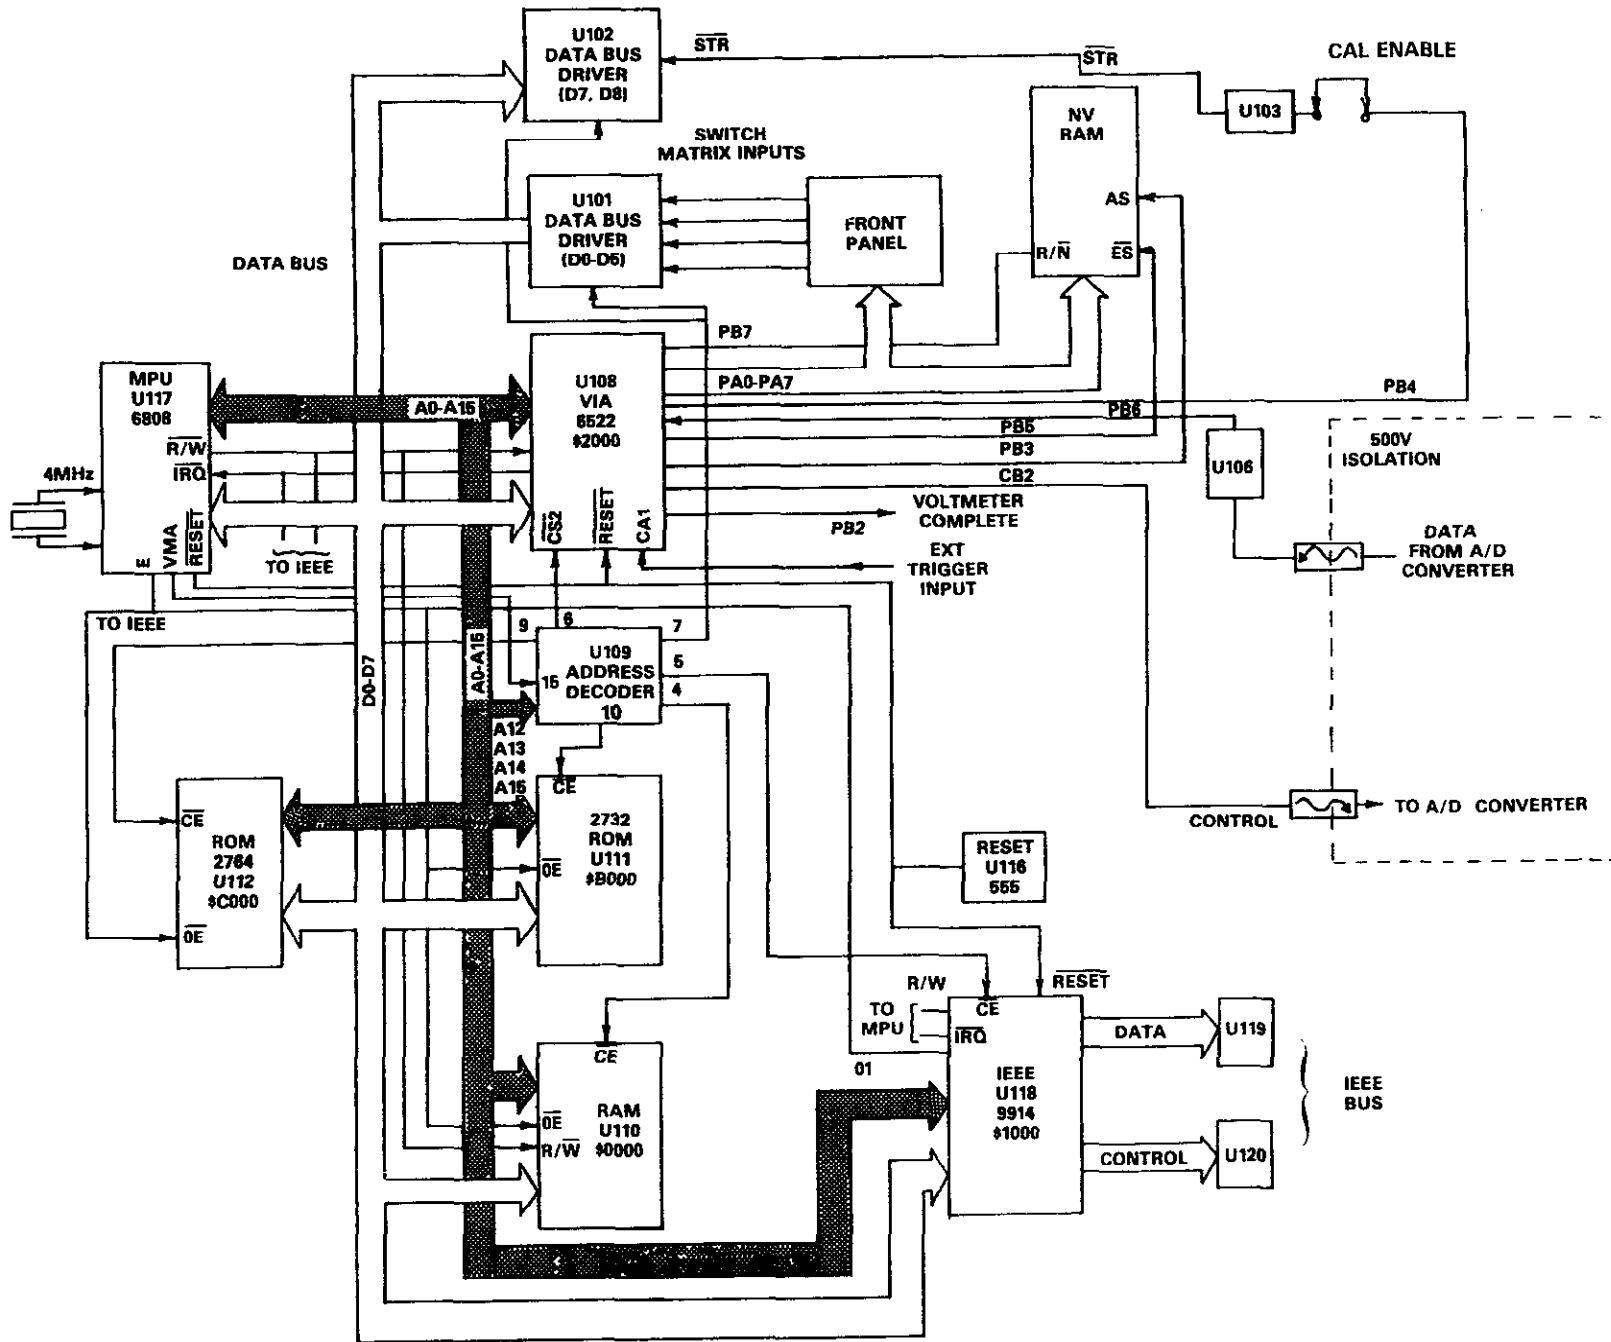 U102
DATA BUS
DRIVER
(D7, D8)
STR
STR
CAL ENABLE
U103
NV
RAM
AS
R/N
ES
SWITCH
MATRIX INPUTS
U101
DATA BUS
DRIVER
(D0-D5)
FRONT
PANEL
DATA BUS
PB7
MPU
U117
6808
R/W
IRQ
4MHz
E
VMA
RESET
A0-A15
U108
VIA
6522
$2000
CS2
RESET
CA1
PA0-PA7
PB4
PB6
PB5
PB3
CB2
PB2
VOLTMETER
COMPLETE
EXT
TRIGGER
INPUT
U106
500V
ISOLATION
DATA
FROM A/D
CONVERTER
TO IEEE
TO IEEE
D0-D7
A0-A15
9
6
7
U109
ADDRESS
DECODER
15
10
5
4
A12
A13
A14
A15
CE
ROM
2764
U112
$C000
OE
CE
2732
ROM
U111
$B000
OE
RESET
U116
555
CONTROL
TO A/D CONVERTER
CE
RAM
U110
$0000
OE
R/W
R/W
TO
MPU
IRQ
CE
RESET
01
IEEE
U118
9914
$1000
DATA
U119
CONTROL
U120
IEEE
BUS